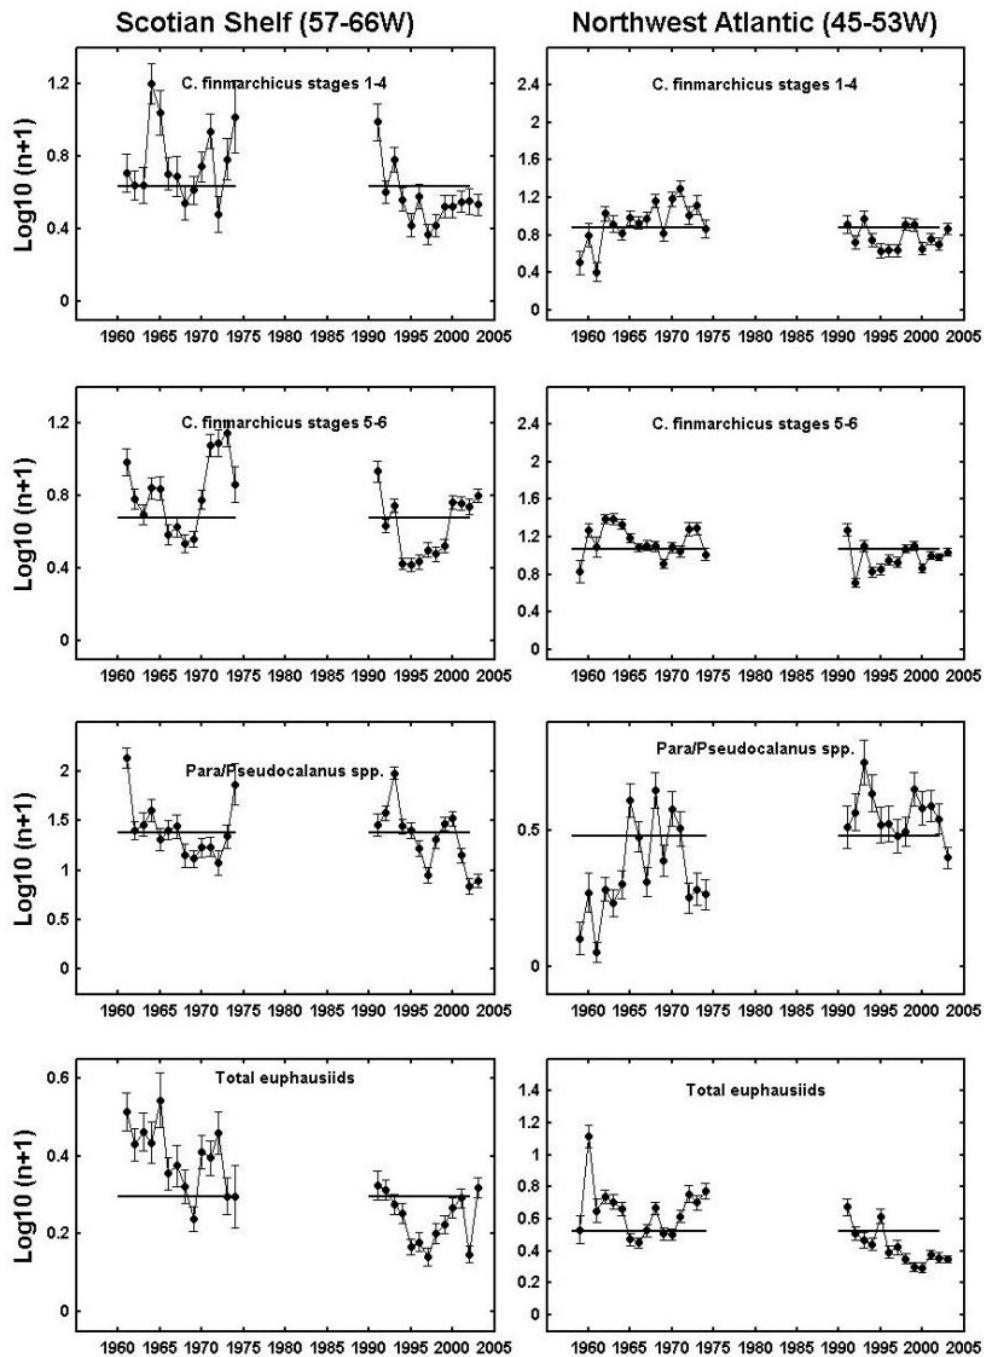 Scotian Shelf (57-66W)
Northwest Atlantic (45-53W)
Log10 (n+1)
1.2
0.8
0.4
0
C. finmarchicus stages 1-4
1960 1965 1970 1975 1980 1985 1990 1995 2000 2005
2.4
2
1.6
1.2
0.8
0.4
0
C. finmarchicus stages 1-4
1960 1965 1970 1975 1980 1985 1990 1995 2000 2005
Log10 (n+1)
1.2
0.8
0.4
0
C. finmarchicus stages 5-6
1960 1965 1970 1975 1980 1985 1990 1995 2000 2005
2.4
2
1.6
1.2
0.8
0.4
0
C. finmarchicus stages 5-6
1960 1965 1970 1975 1980 1985 1990 1995 2000 2005
Log10 (n+1)
2
1.5
1
0.5
0
Para/Pseudocalanus spp.
1960 1965 1970 1975 1980 1985 1990 1995 2000 2005
0.5
0
Para/Pseudocalanus spp.
1960 1965 1970 1975 1980 1985 1990 1995 2000 2005
Log10 (n+1)
0.6
0.4
0.2
0
Total euphausiids
1960 1965 1970 1975 1980 1985 1990 1995 2000 2005
1.4
1.2
1
0.8
0.6
0.4
0.2
0
Total euphausiids
1960 1965 1970 1975 1980 1985 1990 1995 2000 2005